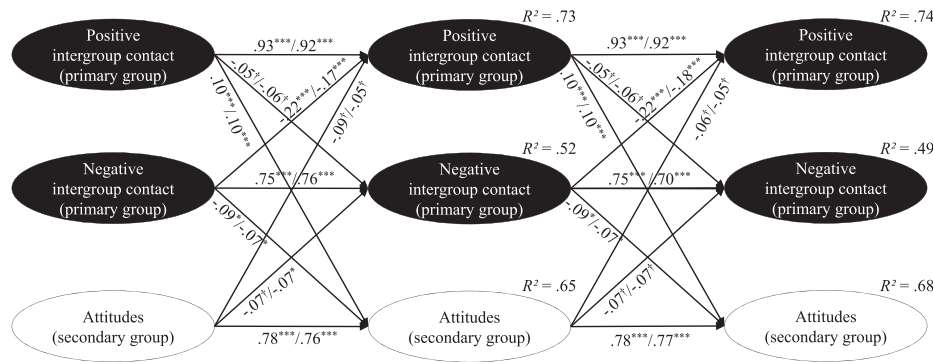 R² = .73
R² = .74
Positive
intergroup contact
(primary group)
.93***/.92***
Positive
intergroup contact
(primary group)
.93***/.92***
Positive
intergroup contact
(primary group)
-.05†/-.06†
-.22***/-.17***
.10***/.10***
-.09†/-.05†
-.05†/-.06†
-.22***/-.18***
.10***/.10***
-.06†/-.05†
R² = .52
R² = .49
Negative
intergroup contact
(primary group)
.75***/.76***
Negative
intergroup contact
(primary group)
.75***/.70***
Negative
intergroup contact
(primary group)
-.09*/-.07*
-.07†/-.07*
-.09*/-.07*
-.07†/-.07†
R² = .65
R² = .68
Attitudes
(secondary group)
.78***/.76***
Attitudes
(secondary group)
.78***/.77***
Attitudes
(secondary group)